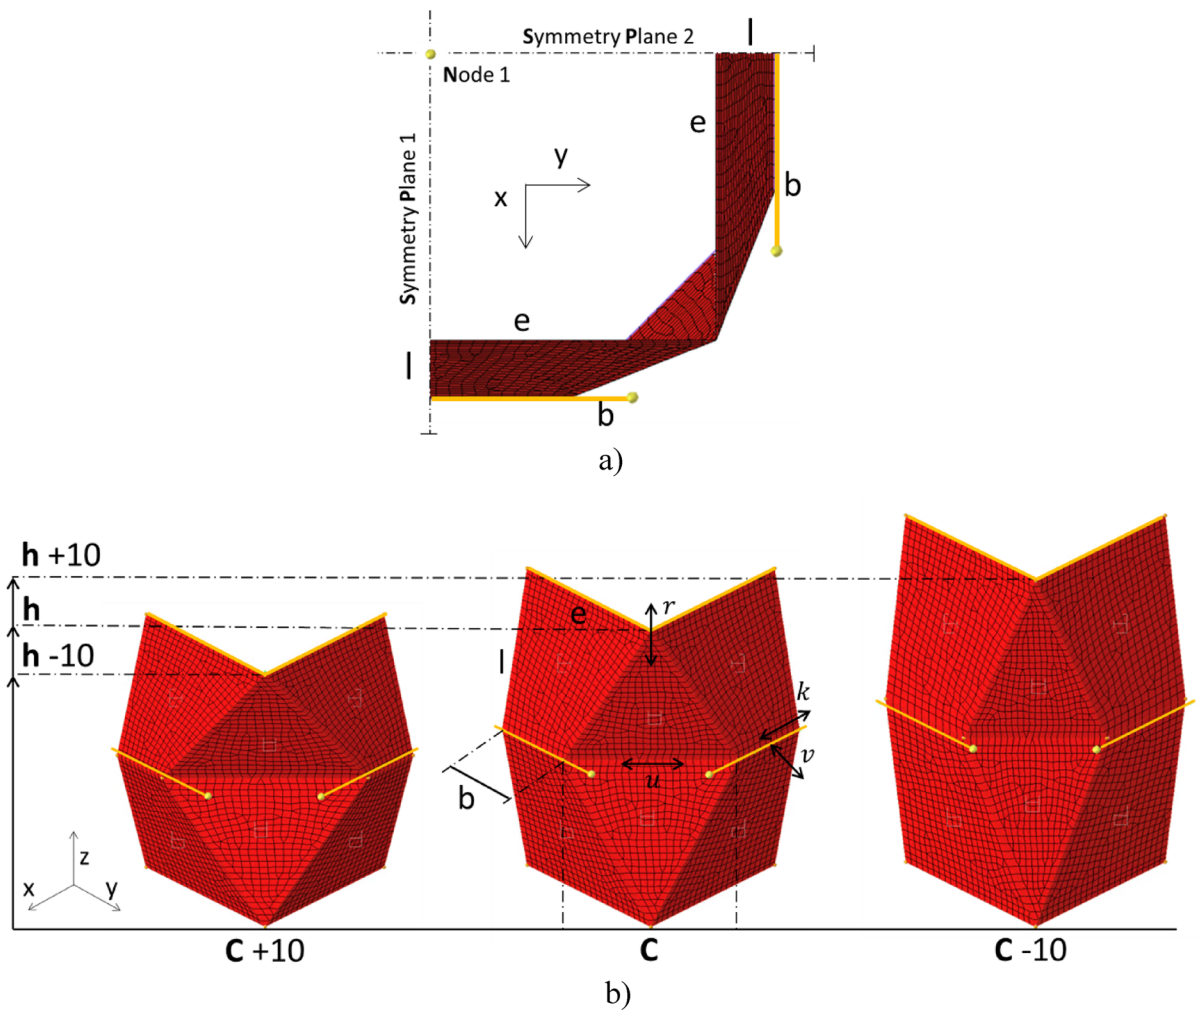 Symmetry Plane 2
l
Node 1
Symmetry Plane 1
e
y
x
b
e
l
b
a)
h +10
h
h -10
e
r
l
k
v
u
b
z
x
y
C +10
C
C -10
b)